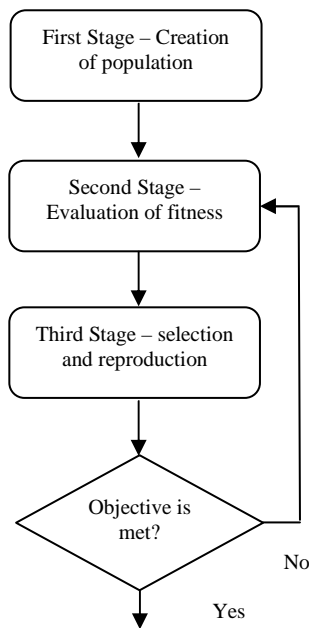 First Stage – Creation
of population
Second Stage –
Evaluation of fitness
Third Stage – selection
and reproduction
Objective is
met?
No
Yes